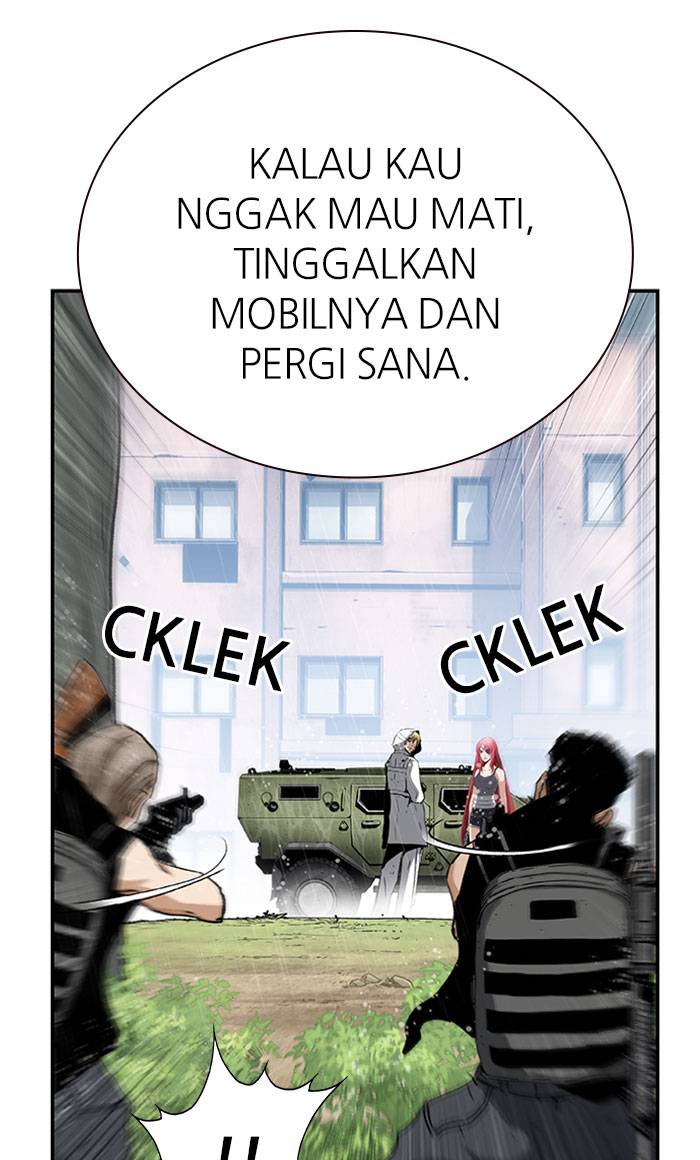 KALAU KAU
NGGAK MAU MATI,
TINGGALKAN
MOBILNYA DAN
PERGI SANA.
CKLEK
CKLEK